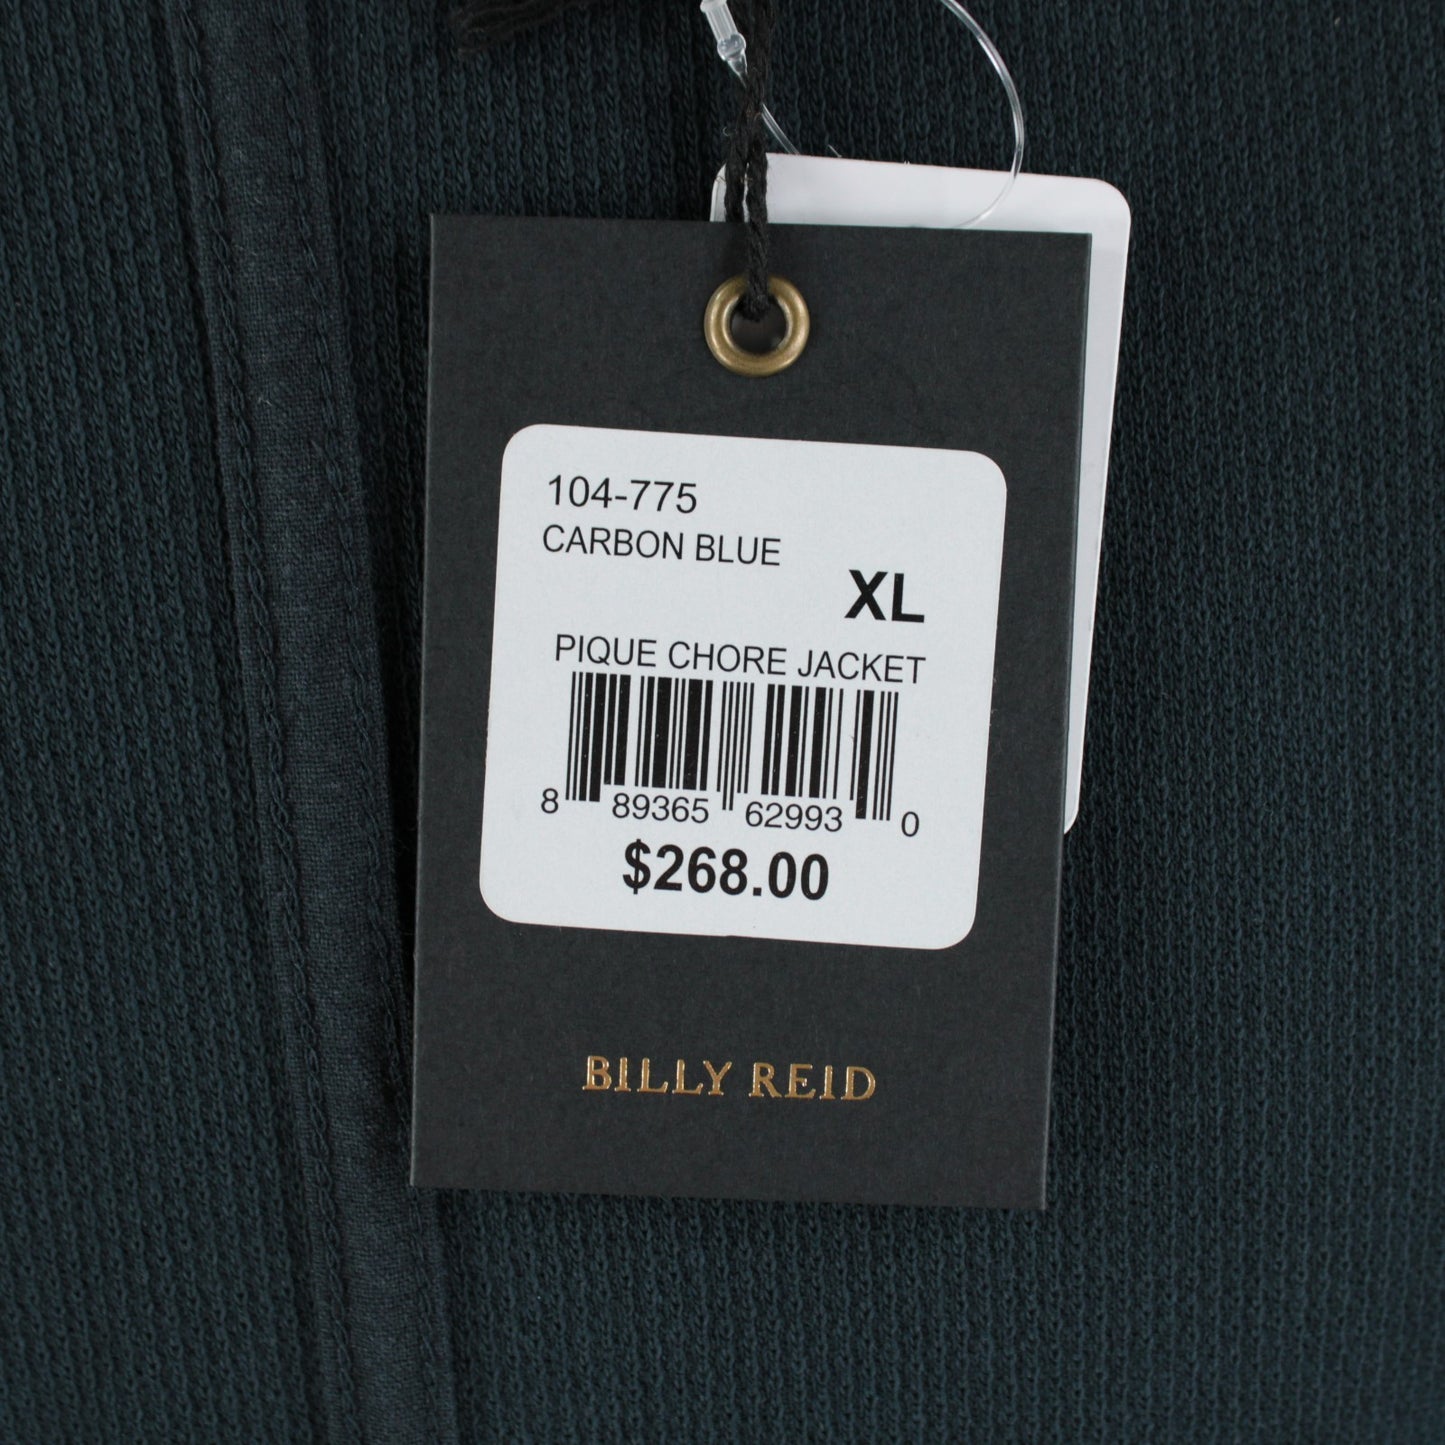 104-775
CARBON BLUE
XL
PIQUE CHORE JACKET
8 89365 62993 0
$268.00
BILLY REID